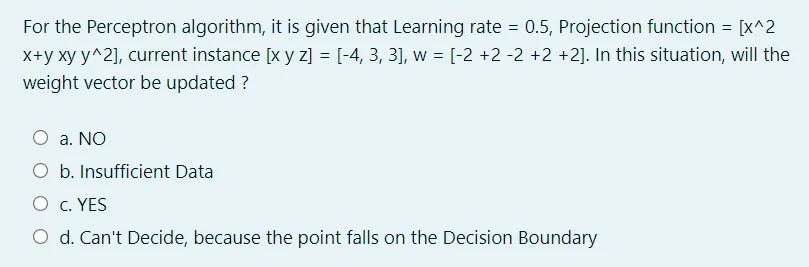 For the Perceptron algorithm, it is given that Learning rate = 0.5, Projection function = [x^2
x+y xy y^2], current instance [x y z] = [-4, 3, 3], w = [-2 +2 -2 +2 +2]. In this situation, will the
weight vector be updated ?
a. NO
b. Insufficient Data
c. YES
d. Can't Decide, because the point falls on the Decision Boundary